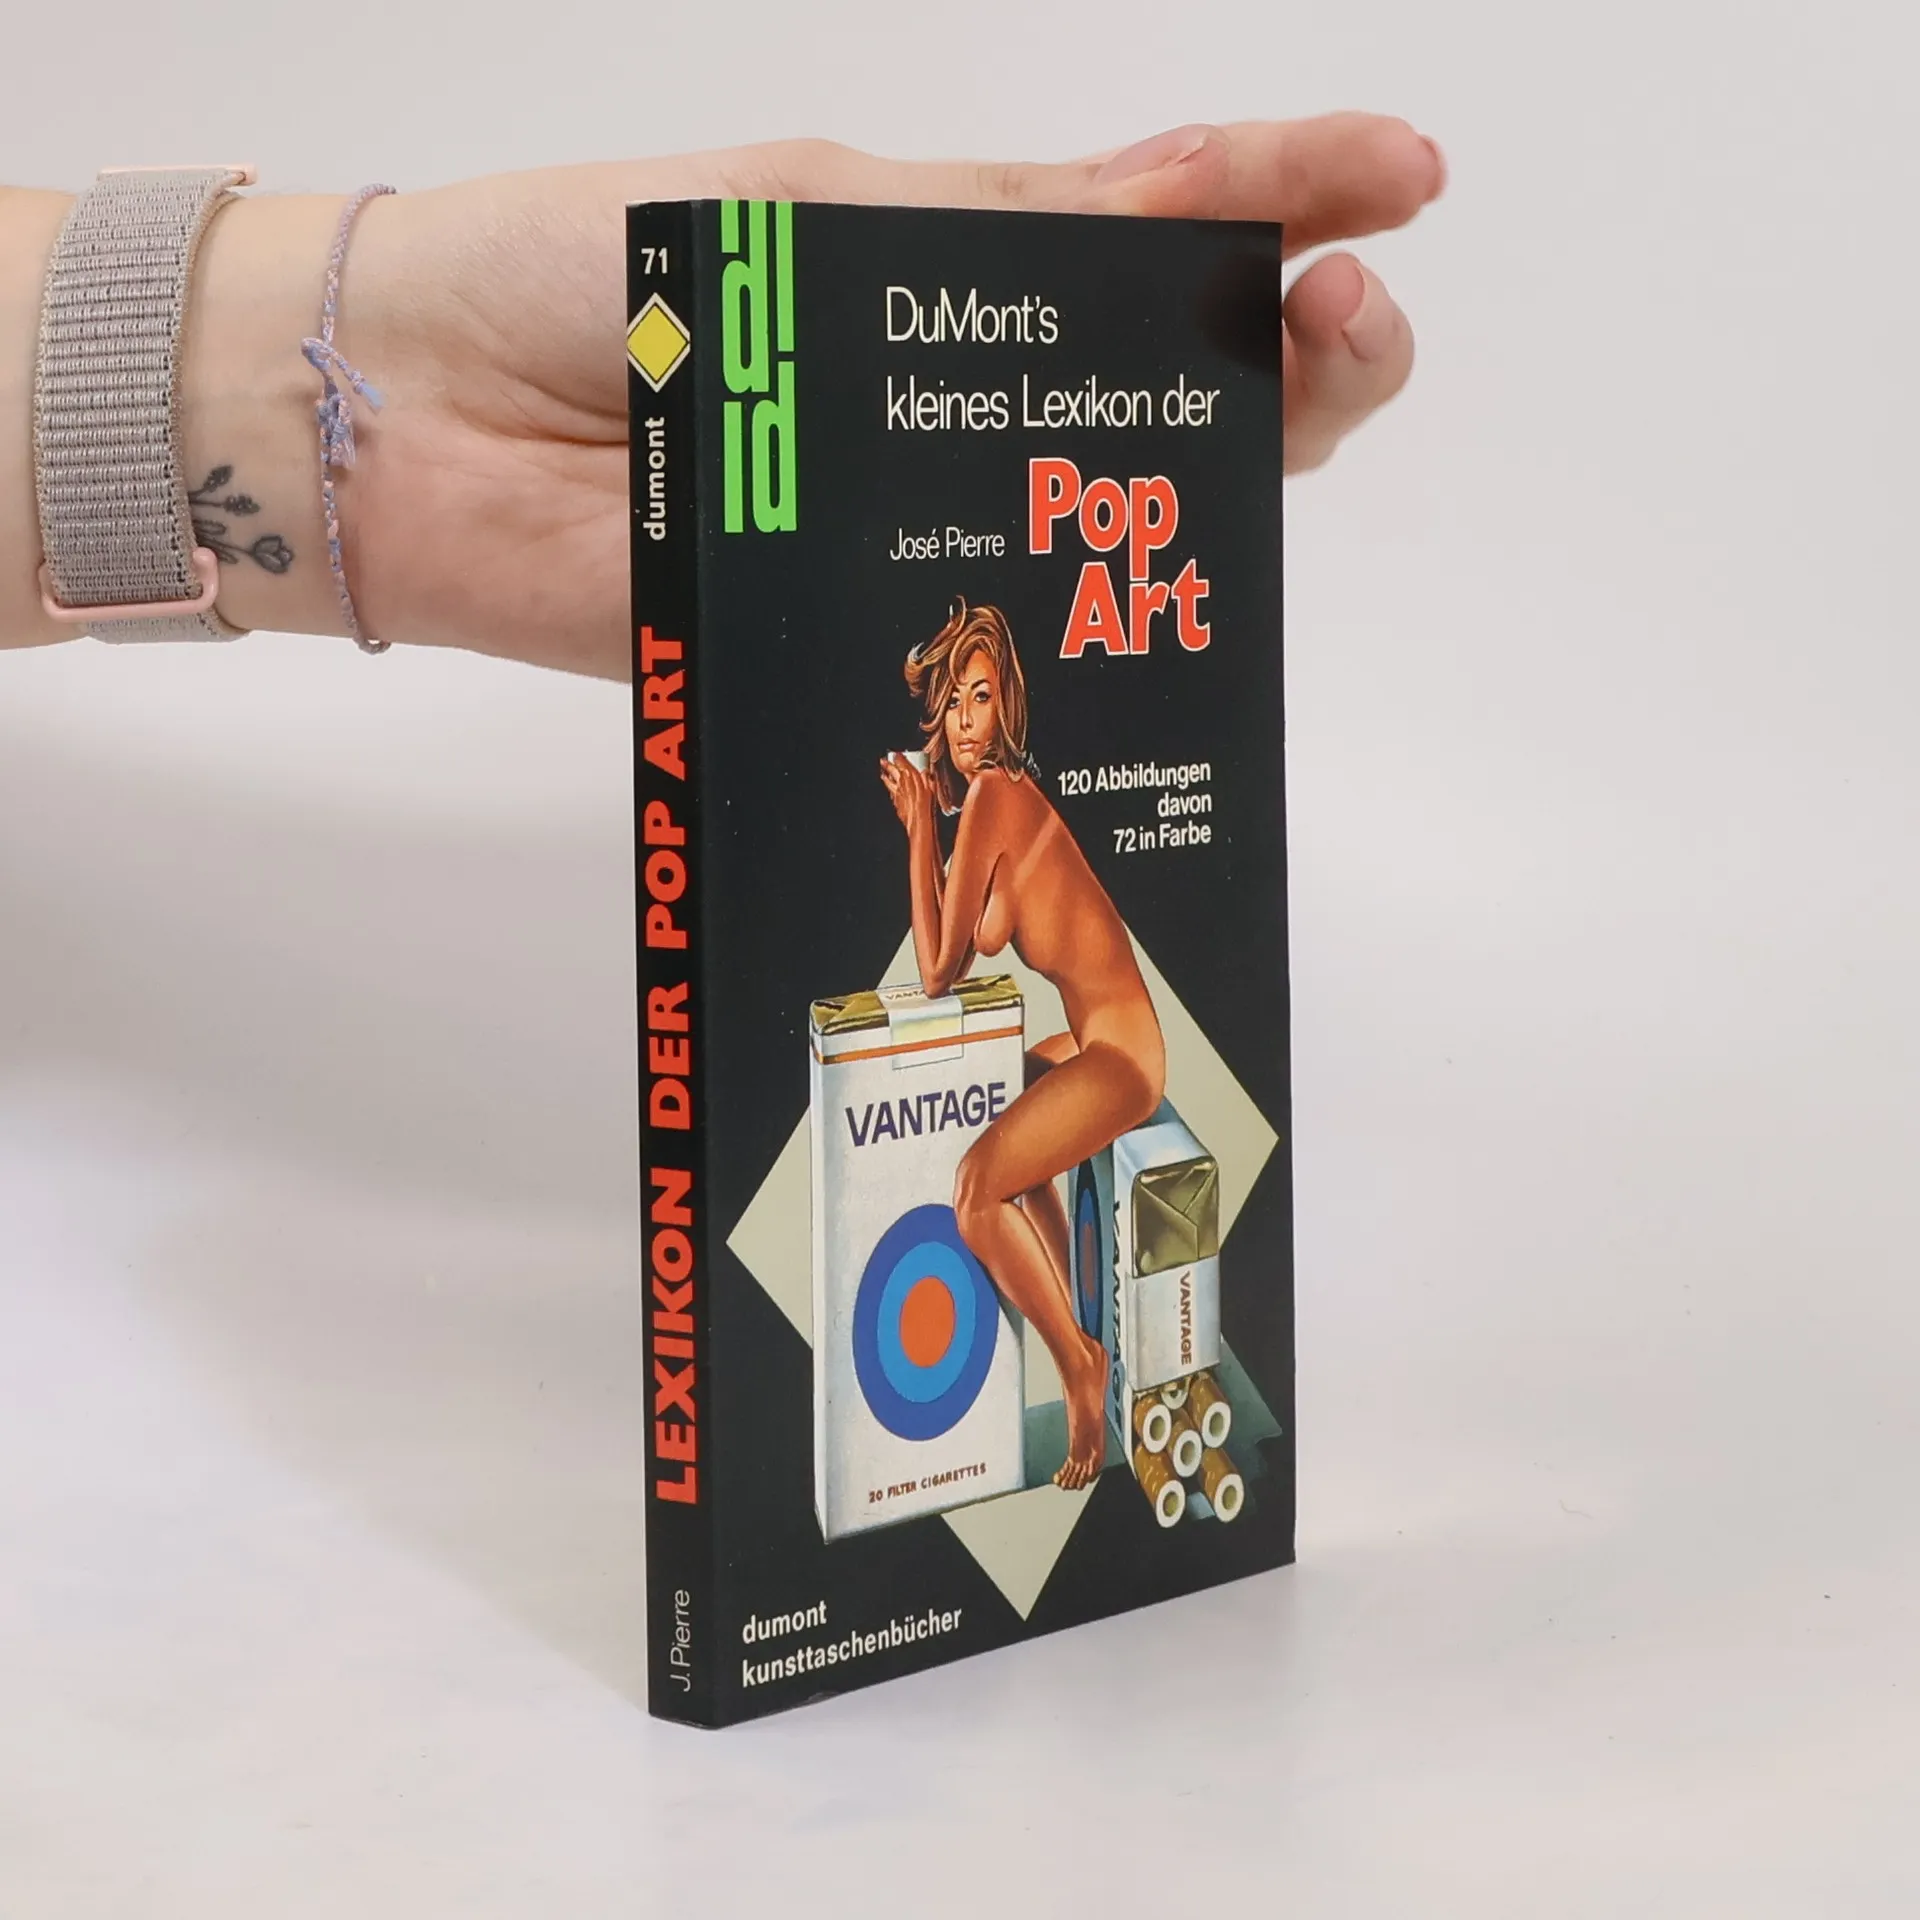 71
dumont
LEXIKON DER POP ART
J. Pierre
DuMont's
kleines Lexikon der
José Pierre
Pop
Art
120 Abbildungen
davon
72 in Farbe
VANTAGE
20 FILTER CIGARETTES
VANTAGE
VANTAGE
dumont
kunsttaschenbücher